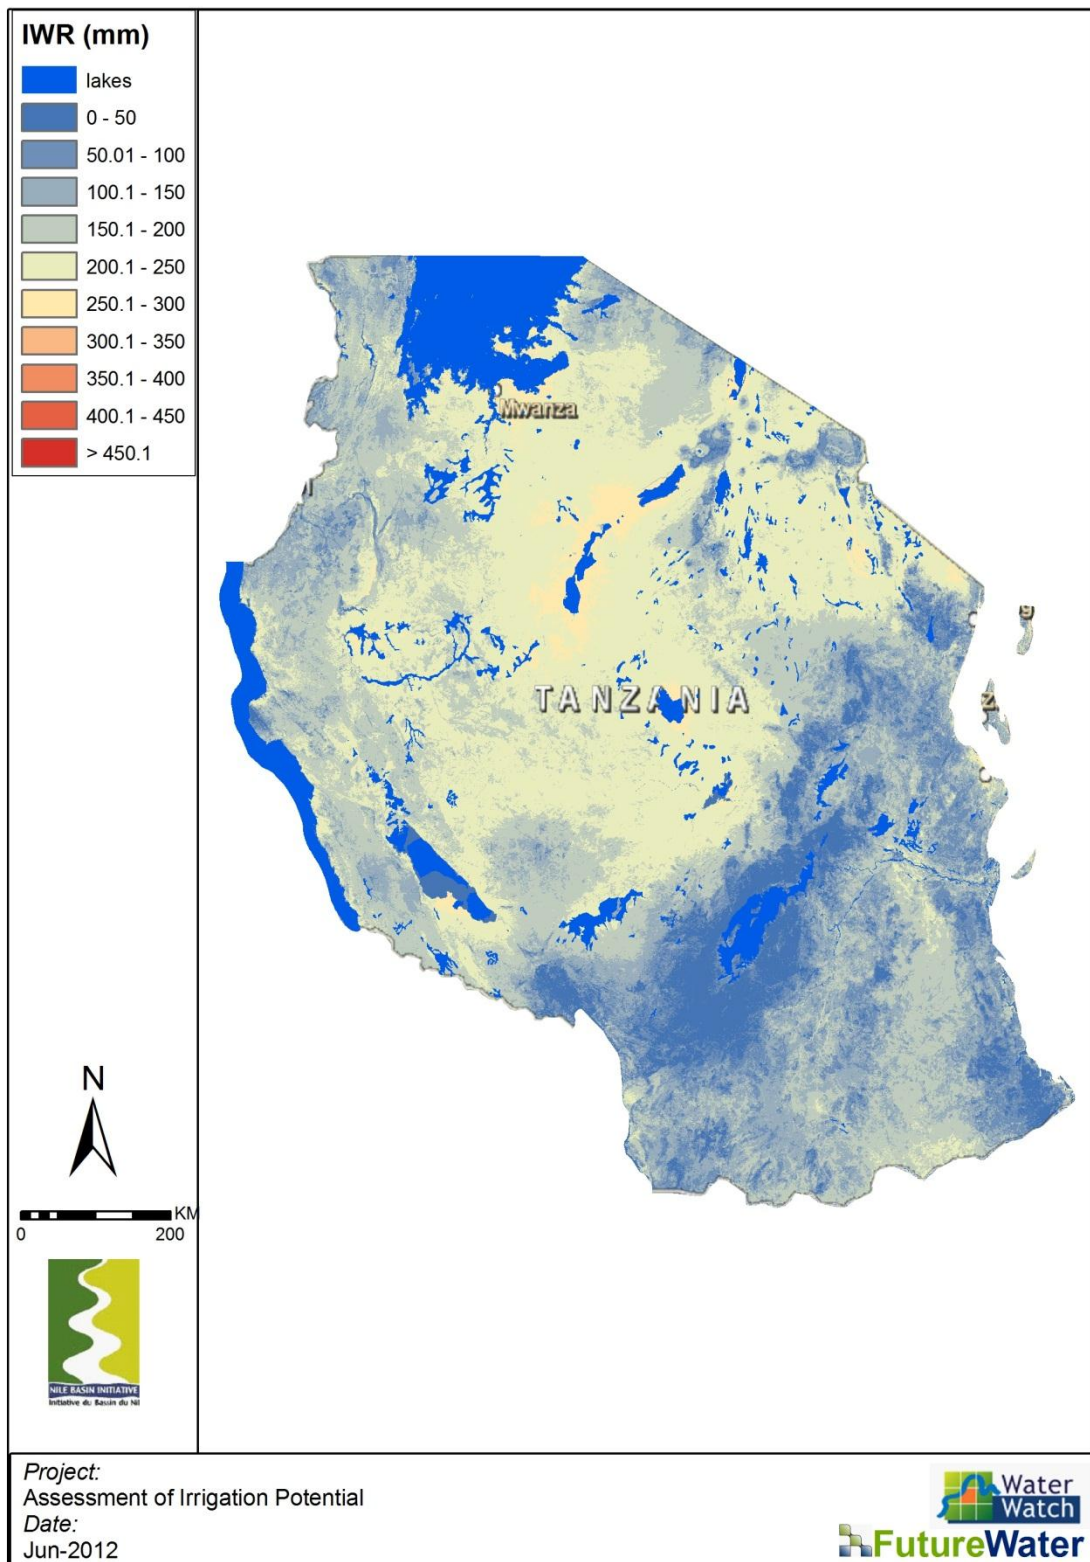 IWR (mm)
lakes
0 - 50
50.01 - 100
100.1 - 150
150.1 - 200
200.1 - 250
250.1 - 300
300.1 - 350
350.1 - 400
400.1 - 450
> 450.1
Mwanza
TANZANIA
N
KM
0 200
NILE BASIN INITIATIVE
Initiative du Bassin du Nil
Project:
Assessment of Irrigation Potential
Date:
Jun-2012
Water
Watch
FutureWater